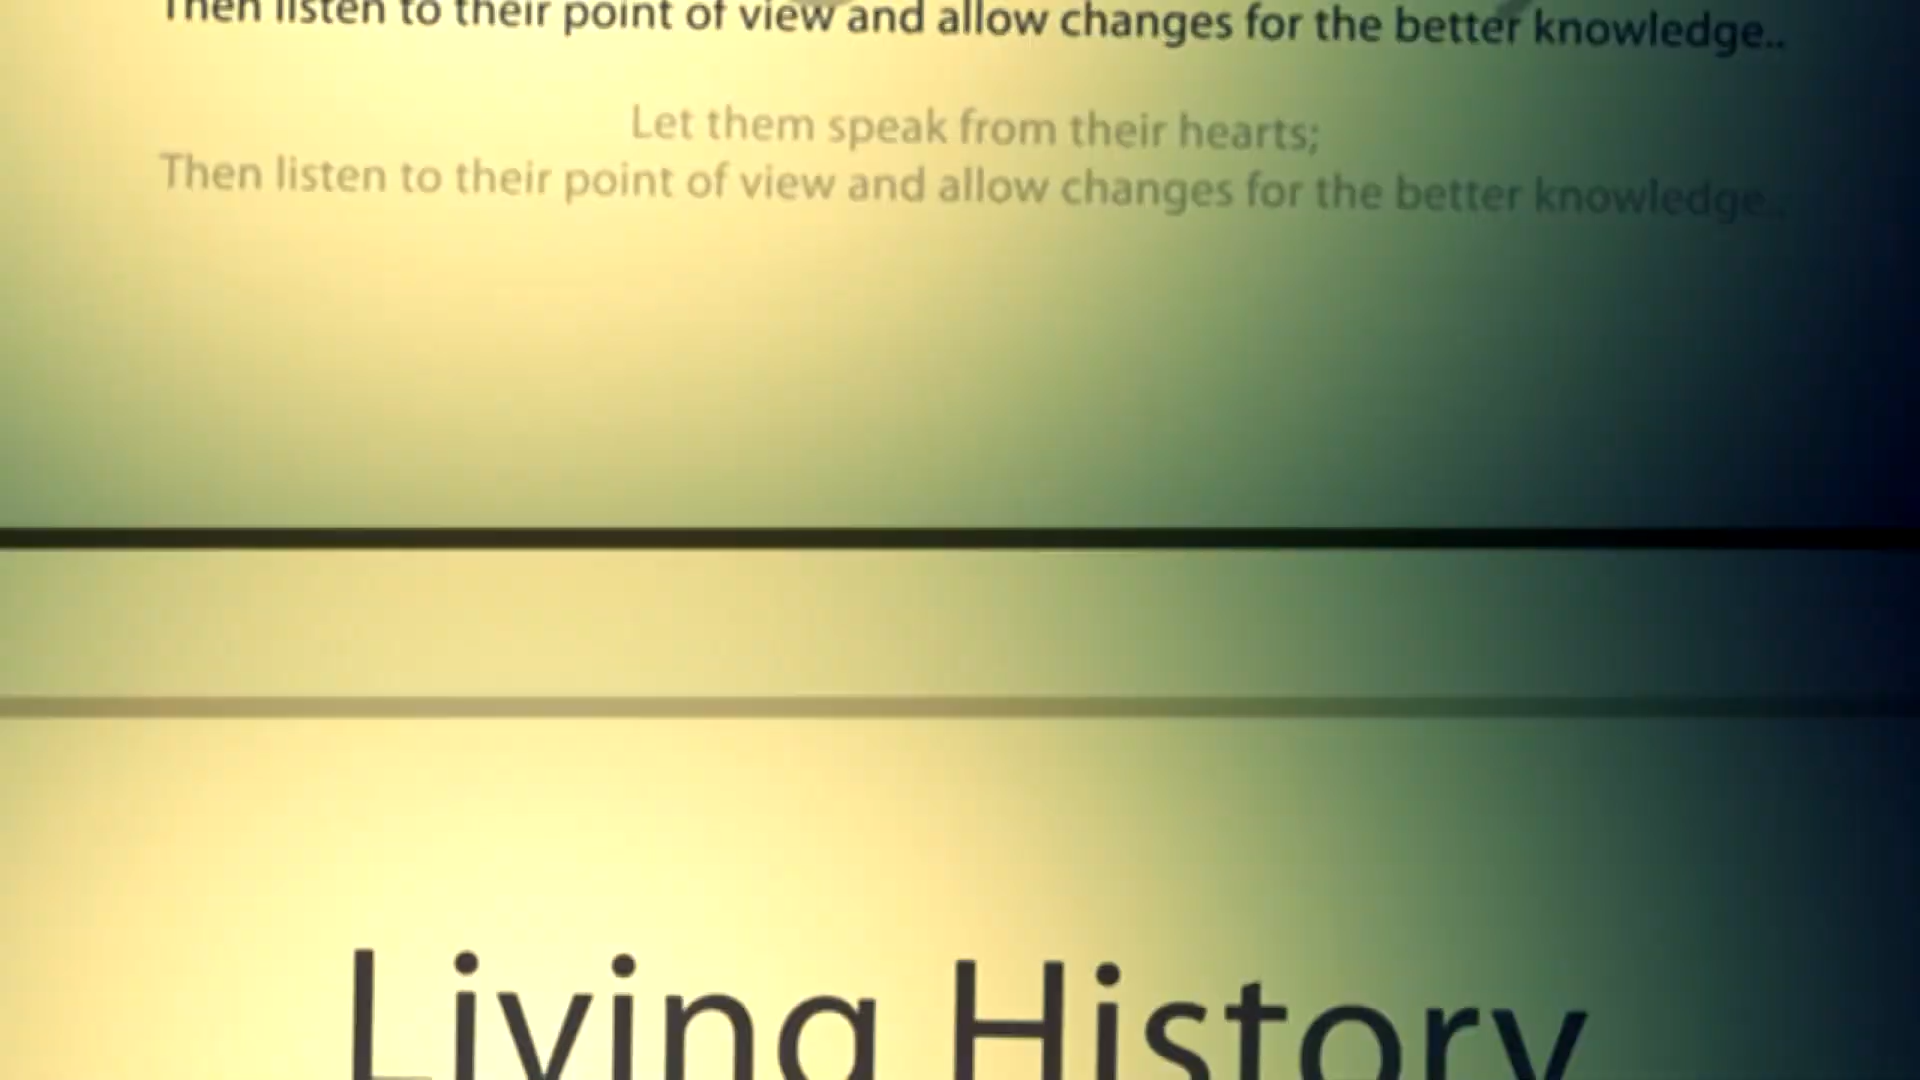 Then listen to their point of view and allow changes for the better knowledge..
Let them speak from their hearts;
Then listen to their point of view and allow changes for the better knowledge..
Living History